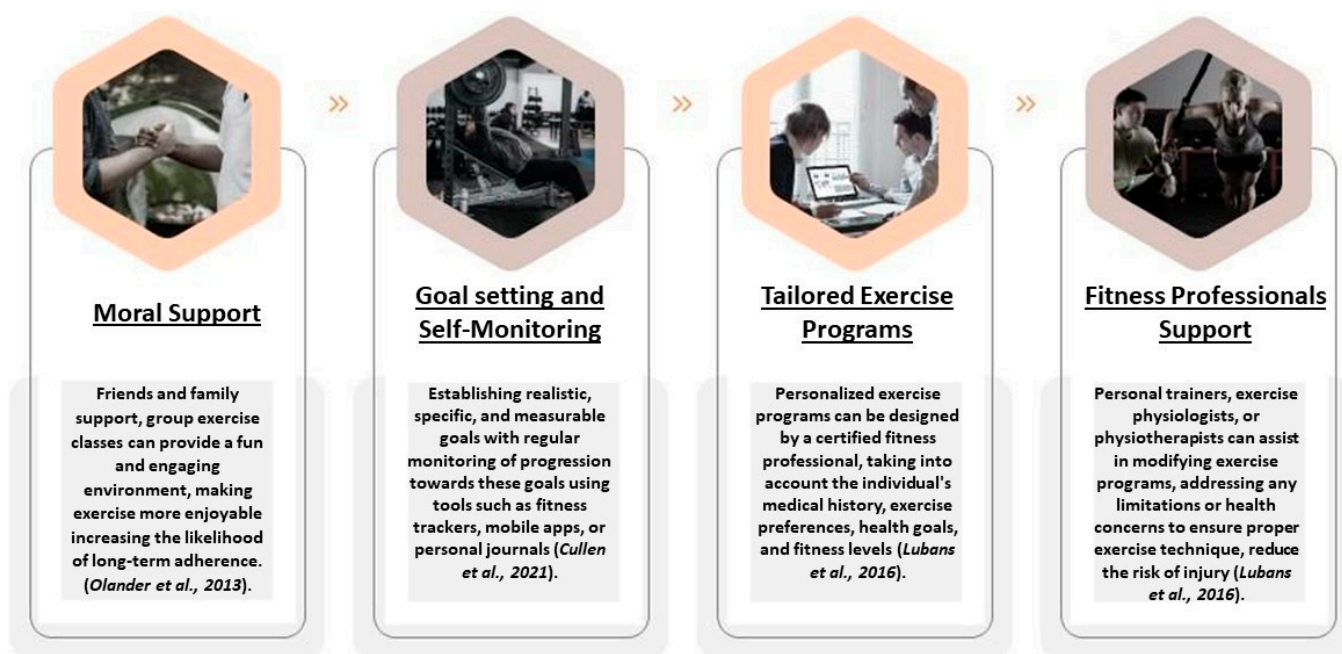 Moral Support
Friends and family
support, group exercise
classes can provide a fun
and engaging
environment, making
exercise more enjoyable
increasing the likelihood
of long-term adherence.
(Olander et al., 2013).
Goal setting and
Self-Monitoring
Establishing realistic,
specific, and measurable
goals with regular
monitoring of progression
towards these goals using
tools such as fitness
trackers, mobile apps, or
personal journals (Cullen
et al., 2021).
Tailored Exercise
Programs
Personalized exercise
programs can be designed
by a certified fitness
professional, taking into
account the individual's
medical history, exercise
preferences, health goals,
and fitness levels (Lubans
et al., 2016).
Fitness Professionals
Support
Personal trainers, exercise
physiologists, or
physiotherapists can assist
in modifying exercise
programs, addressing any
limitations or health
concerns to ensure proper
exercise technique, reduce
the risk of injury (Lubans
et al., 2016).